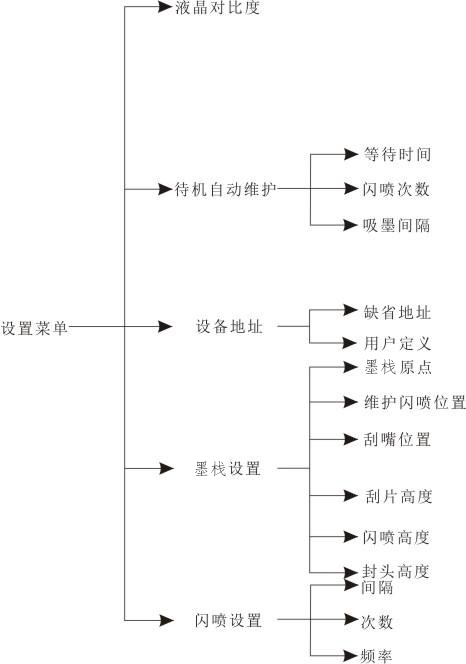 液晶对比度
等待时间
待机自动维护
闪喷次数
吸墨间隔
缺省地址
设置菜单
设备地址
用户定义
墨栈原点
维护闪喷位置
刮嘴位置
墨栈设置
刮片高度
闪喷高度
封头高度
间隔
闪喷设置
次数
频率